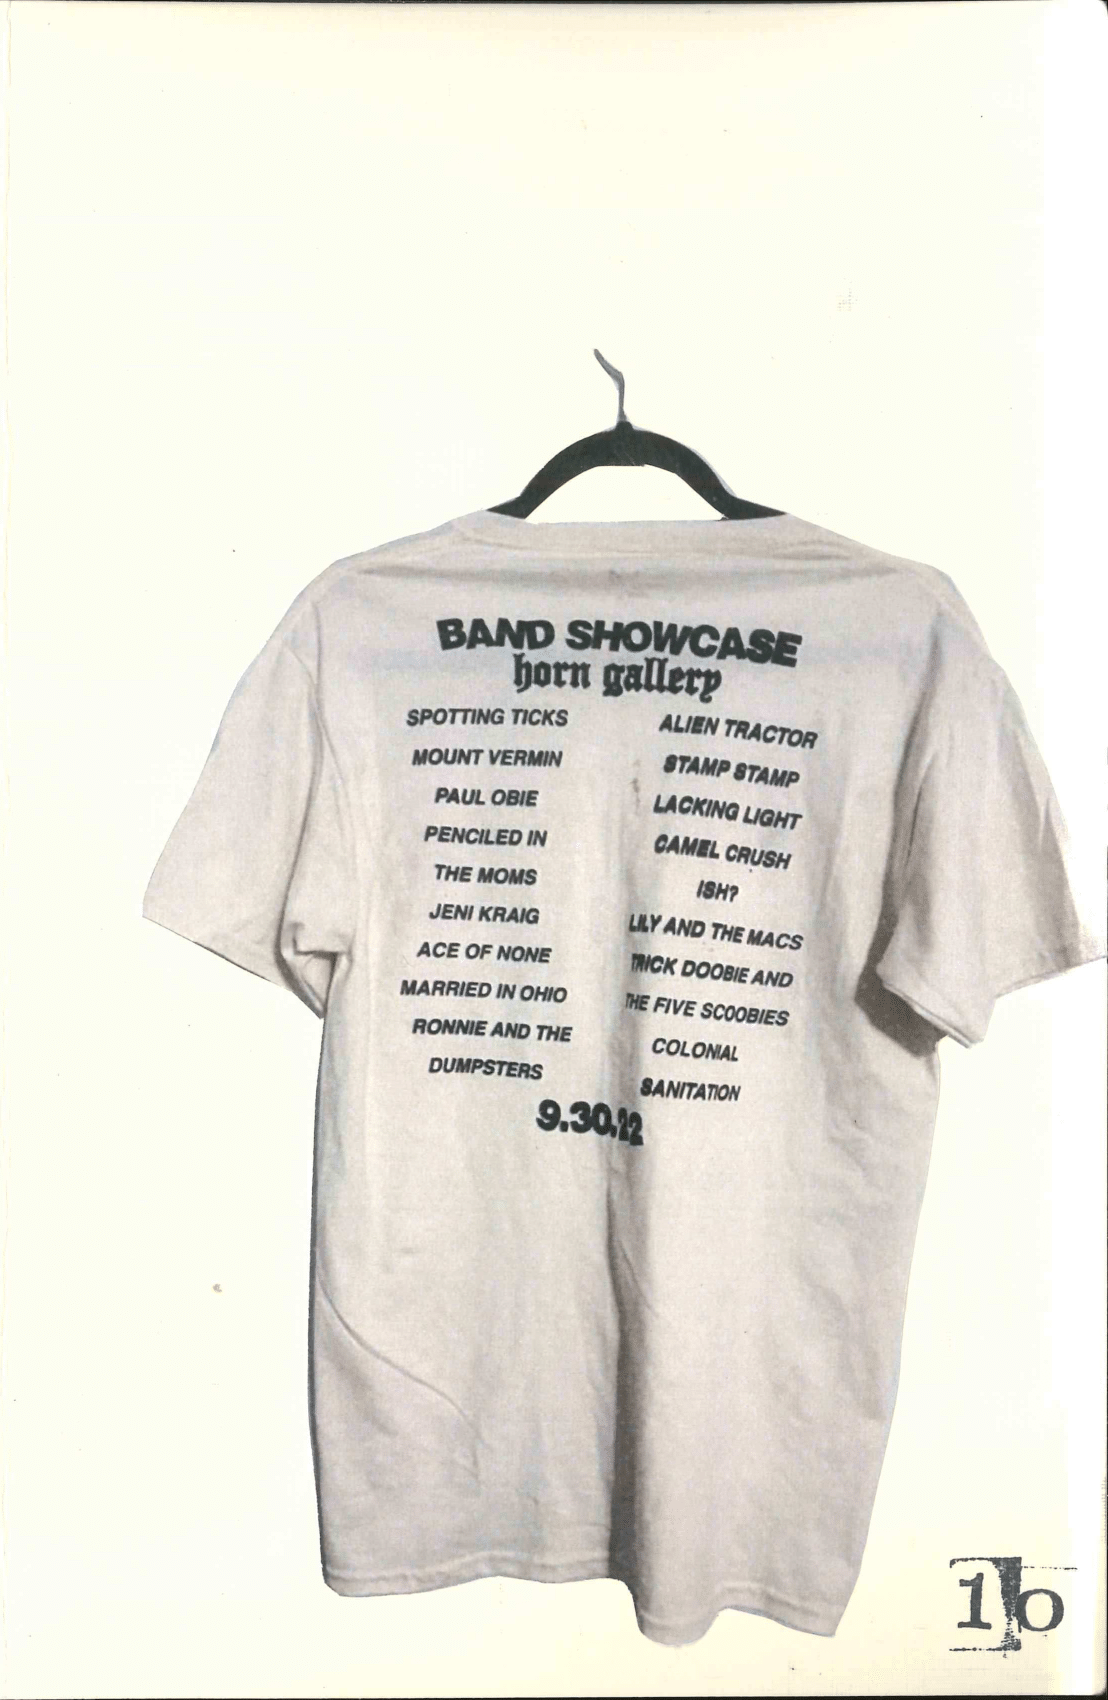 BAND SHOWCASE
horn gallery
SPOTTING TICKS
MOUNT VERMIN
PAUL OBIE
PENCILED IN
THE MOMS
JENI KRAIG
ACE OF NONE
MARRIED IN OHIO
RONNIE AND THE
DUMPSTERS
ALIEN TRACTOR
STAMP STAMP
LACKING LIGHT
CAMEL CRUSH
ISH?
LILY AND THE MACS
TRICK DOOBIE AND
THE FIVE SCOOBIES
COLONIAL
SANITATION
9.30.22
10